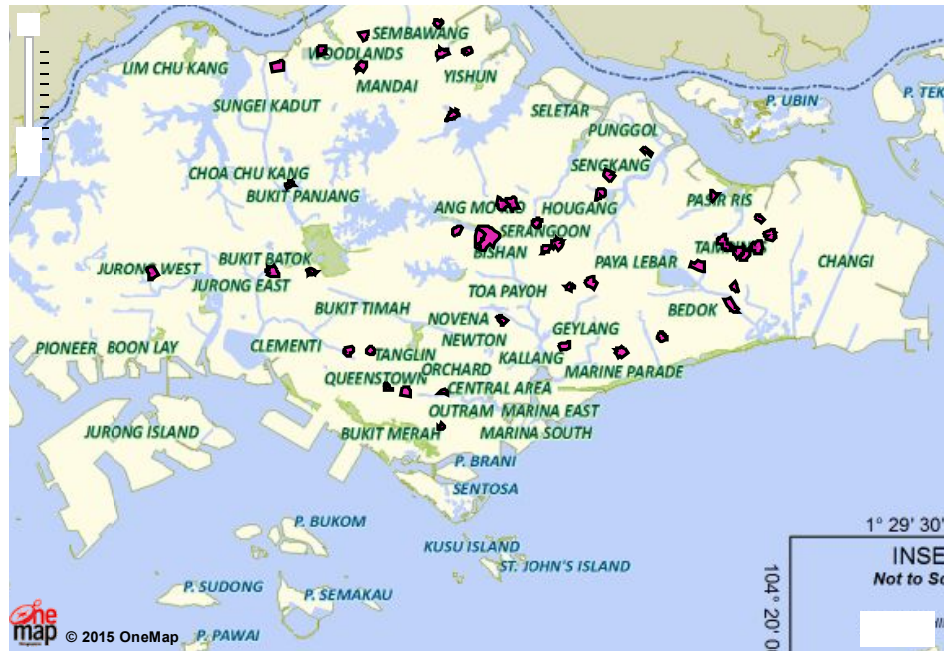 SEMBAWANG
WOODLANDS
LIM CHU KANG
MANDAI
YISHUN
SUNGEI KADUT
SELETAR
P. UBIN
P. TEK
PUNGGOL
SENGKANG
CHOA CHU KANG
BUKIT PANJANG
PASIR RIS
ANG MO KIO
HOUGANG
SERANGOON
BISHAN
TAMPINES
PAYA LEBAR
CHANGI
JURONG WEST
BUKIT BATOK
JURONG EAST
TOA PAYOH
BUKIT TIMAH
BEDOK
NOVENA
GEYLANG
NEWTON
PIONEER
BOON LAY
CLEMENTI
TANGLIN
KALLANG
ORCHARD
MARINE PARADE
QUEENSTOWN
CENTRAL AREA
OUTRAM
MARINA EAST
JURONG ISLAND
BUKIT MERAH
MARINA SOUTH
P. BRANI
SENTOSA
P. BUKOM
1° 29' 30'
KUSU ISLAND
INSE
ST. JOHN'S ISLAND
Not to Sc
P. SUDONG
P. SEMAKAU
104° 20' 0
One
map © 2015 OneMap
P. PAWAI